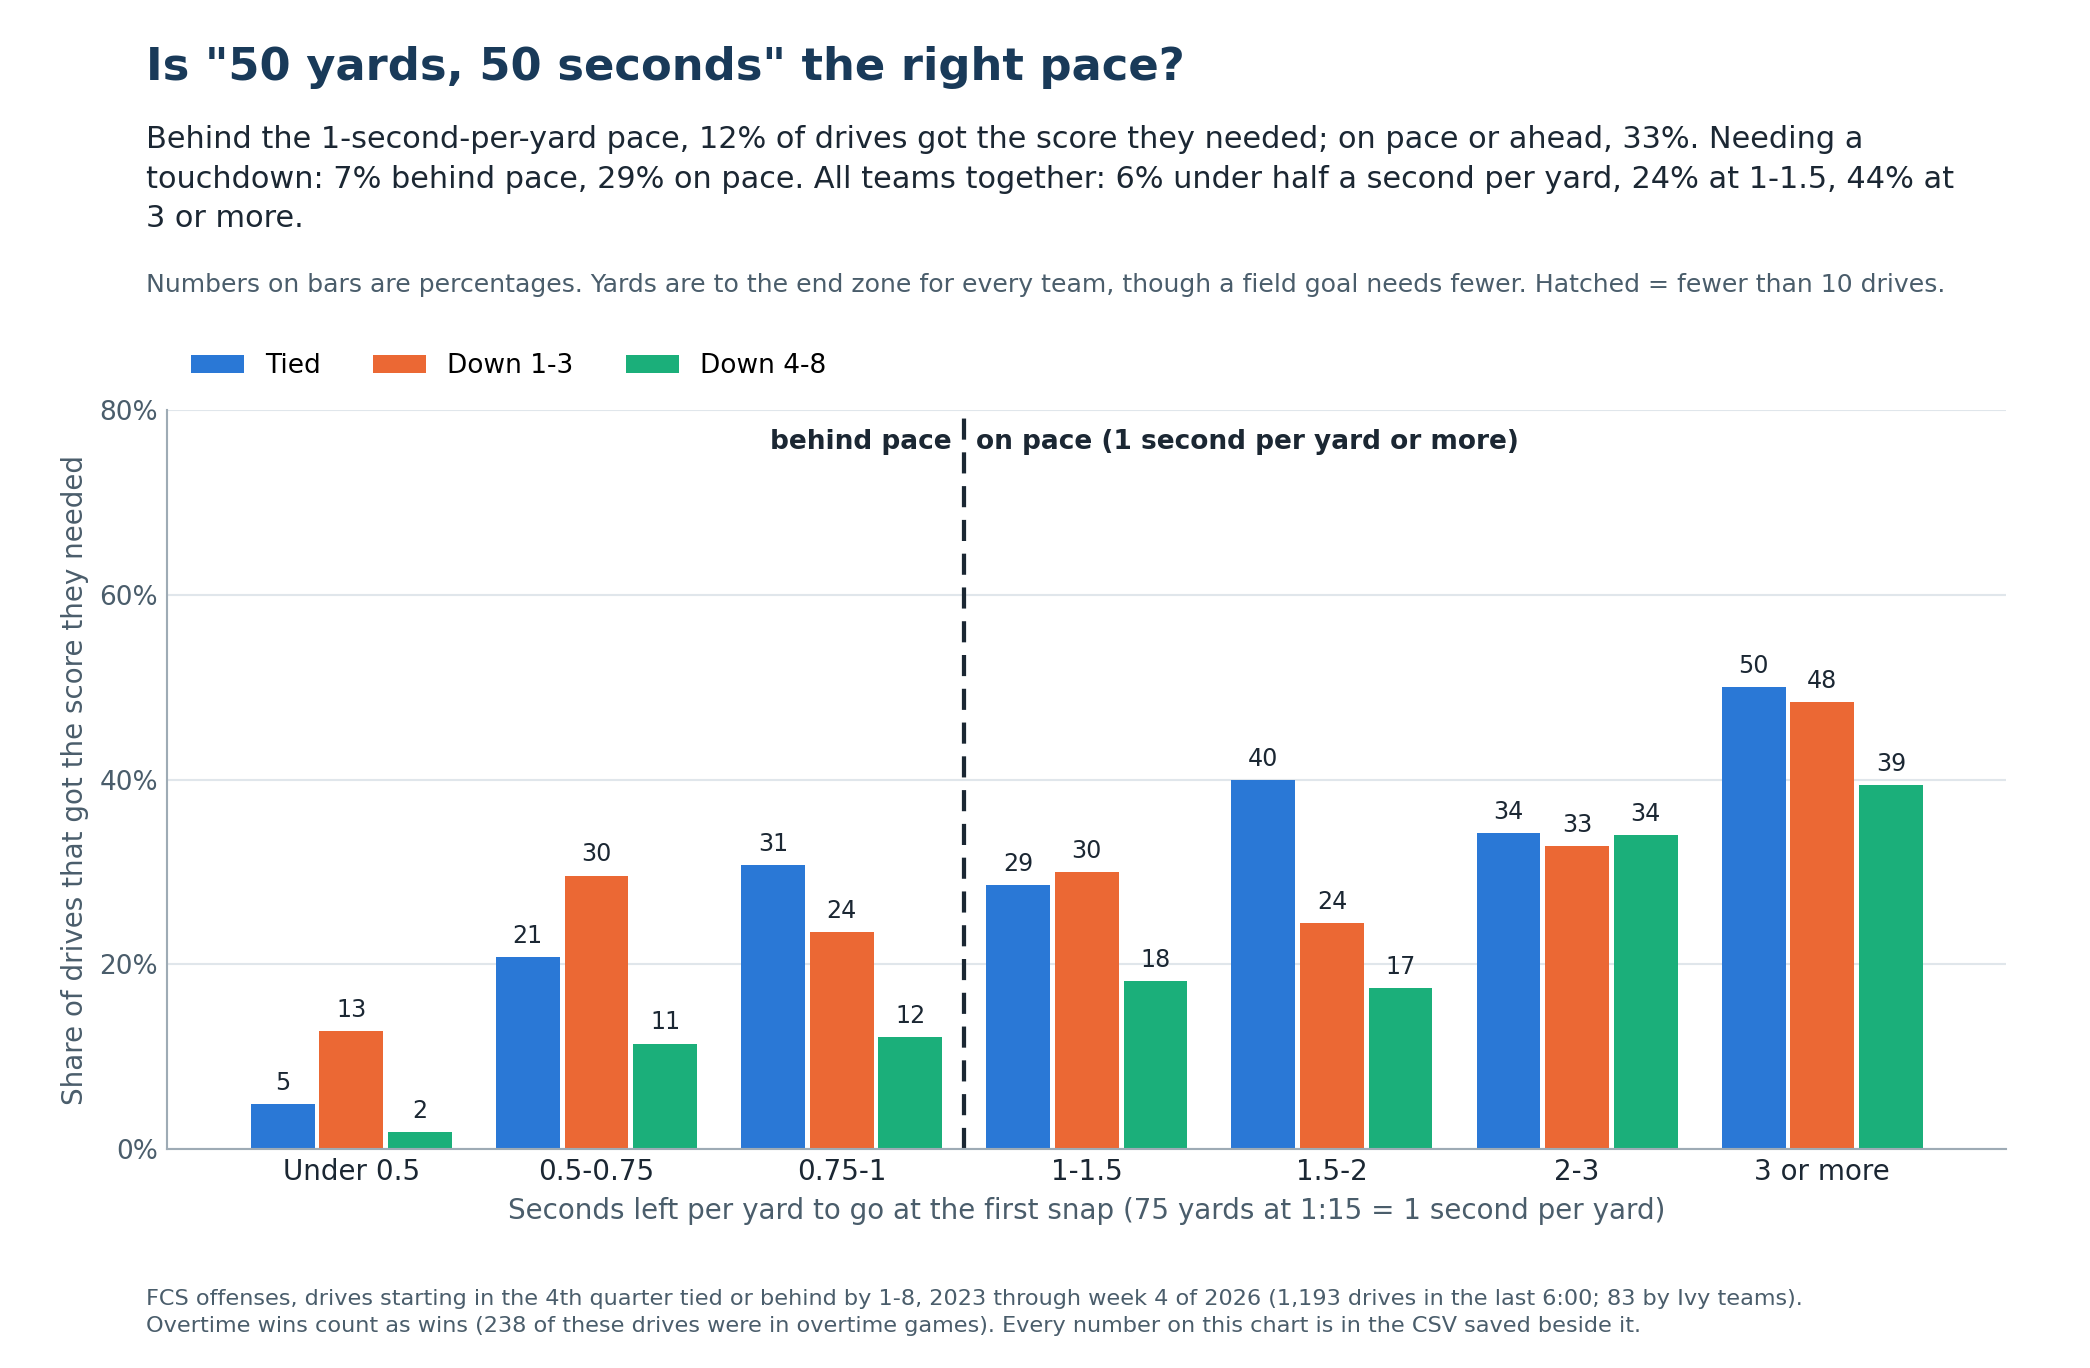 Is "50 yards, 50 seconds" the right pace?
Behind the 1-second-per-yard pace, 12% of drives got the score they needed; on pace or ahead, 33%. Needing a
touchdown: 7% behind pace, 29% on pace. All teams together: 6% under half a second per yard, 24% at 1-1.5, 44% at
3 or more.
Numbers on bars are percentages. Yards are to the end zone for every team, though a field goal needs fewer. Hatched = fewer than 10 drives.
Tied Down 1-3 Down 4-8
behind pace on pace (1 second per yard or more)
Share of drives that got the score they needed
80%
60%
40%
20%
0%
5 13 2
21 30 11
31 24 12
29 30 18
40 24 17
34 33 34
50 48 39
Under 0.5 0.5-0.75 0.75-1 1-1.5 1.5-2 2-3 3 or more
Seconds left per yard to go at the first snap (75 yards at 1:15 = 1 second per yard)
FCS offenses, drives starting in the 4th quarter tied or behind by 1-8, 2023 through week 4 of 2026 (1,193 drives in the last 6:00; 83 by Ivy teams).
Overtime wins count as wins (238 of these drives were in overtime games). Every number on this chart is in the CSV saved beside it.